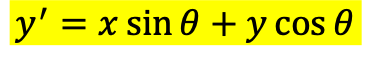 y′ = x sin θ + y cos θ